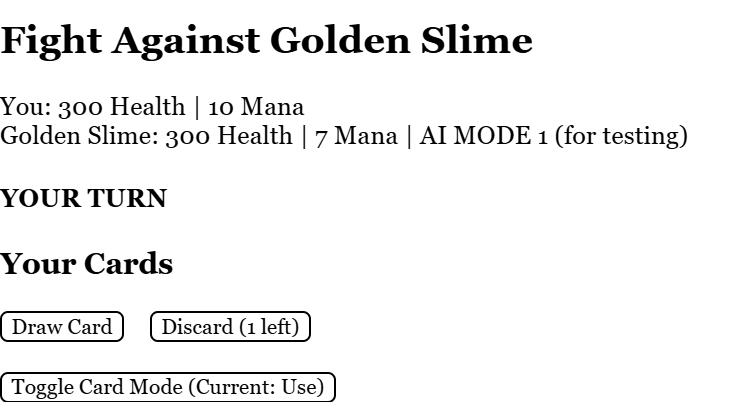 Fight Against Golden Slime
You: 300 Health | 10 Mana
Golden Slime: 300 Health | 7 Mana | AI MODE 1 (for testing)
YOUR TURN
Your Cards
Draw Card Discard (1 left)
Toggle Card Mode (Current: Use)